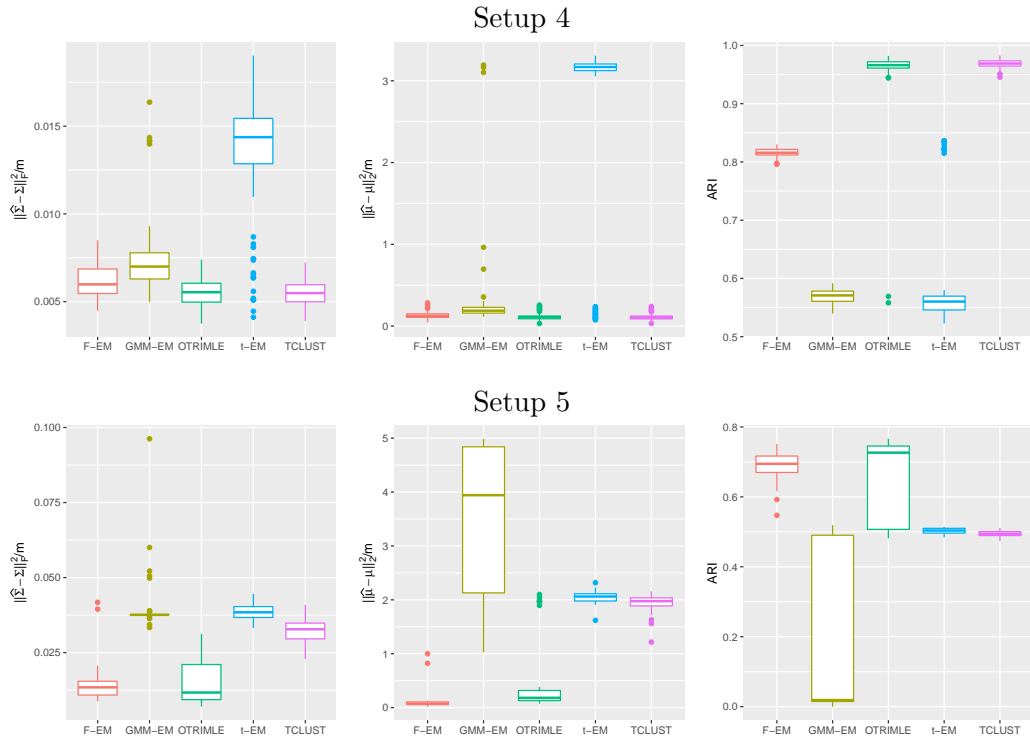 Setup 4
||Σ̂ − Σ||²F/m
0.015
0.010
0.005
F−EM GMM−EM OTRIMLE t−EM TCLUST
||μ̂ − μ||²2/m
3
2
1
0
F−EM GMM−EM OTRIMLE t−EM TCLUST
ARI
1.0
0.9
0.8
0.7
0.6
0.5
F−EM GMM−EM OTRIMLE t−EM TCLUST
Setup 5
||Σ̂ − Σ||²F/m
0.100
0.075
0.050
0.025
F−EM GMM−EM OTRIMLE t−EM TCLUST
||μ̂ − μ||²2/m
5
4
3
2
1
0
F−EM GMM−EM OTRIMLE t−EM TCLUST
ARI
0.8
0.6
0.4
0.2
0.0
F−EM GMM−EM OTRIMLE t−EM TCLUST